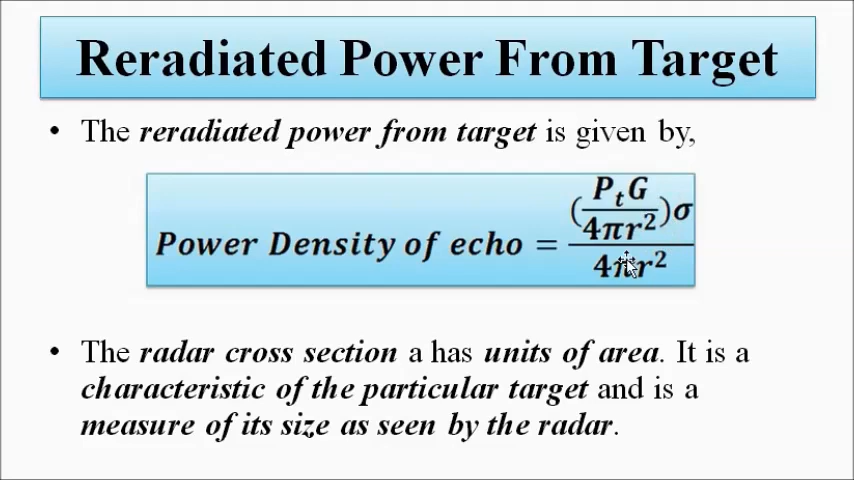 Reradiated Power From Target
• The reradiated power from target is given by,
Power Density of echo = ((PₜG / 4πr²)σ) / 4πr²
• The radar cross section a has units of area. It is a
characteristic of the particular target and is a
measure of its size as seen by the radar.